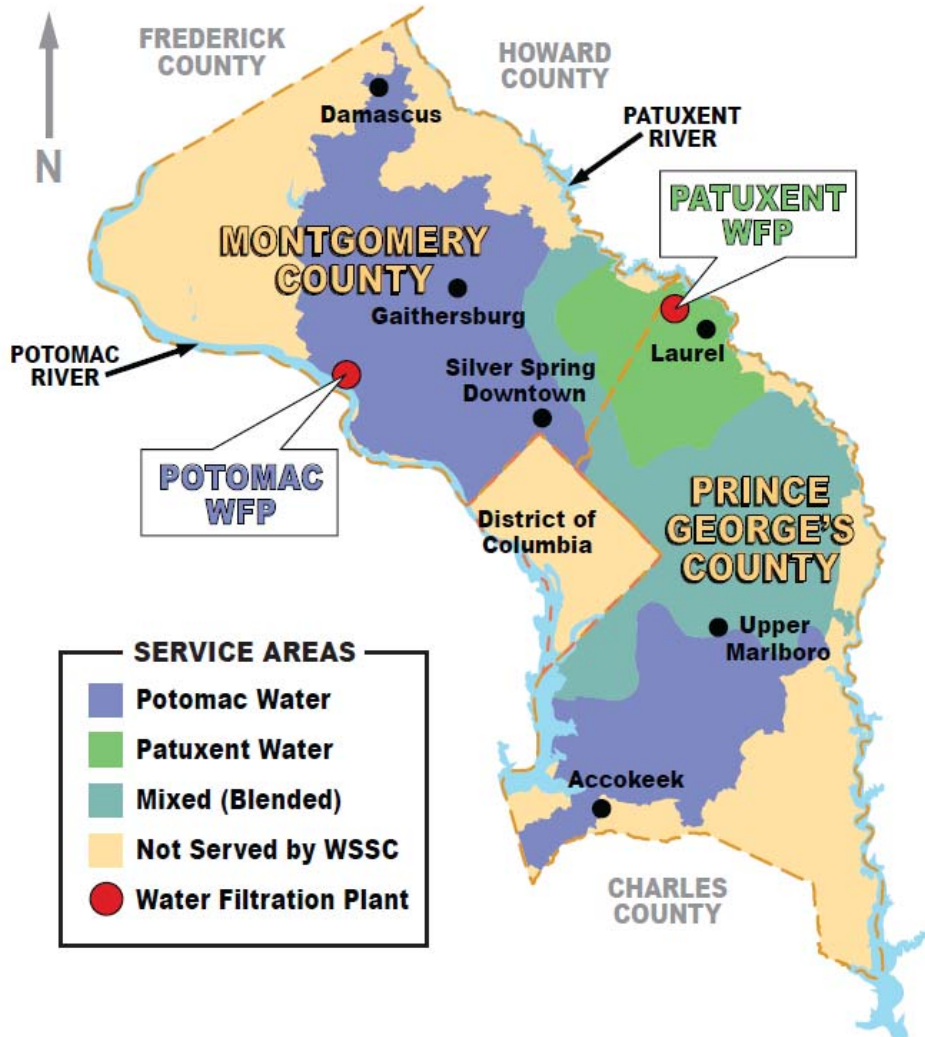 FREDERICK
COUNTY
HOWARD
COUNTY
N
Damascus
PATUXENT
RIVER
PATUXENT
WFP
MONTGOMERY
COUNTY
Gaithersburg
Laurel
POTOMAC
RIVER
Silver Spring
Downtown
POTOMAC
WFP
PRINCE
GEORGE'S
COUNTY
District of
Columbia
Upper
Marlboro
SERVICE AREAS
Potomac Water
Patuxent Water
Mixed (Blended)
Not Served by WSSC
Water Filtration Plant
Accokeek
CHARLES
COUNTY